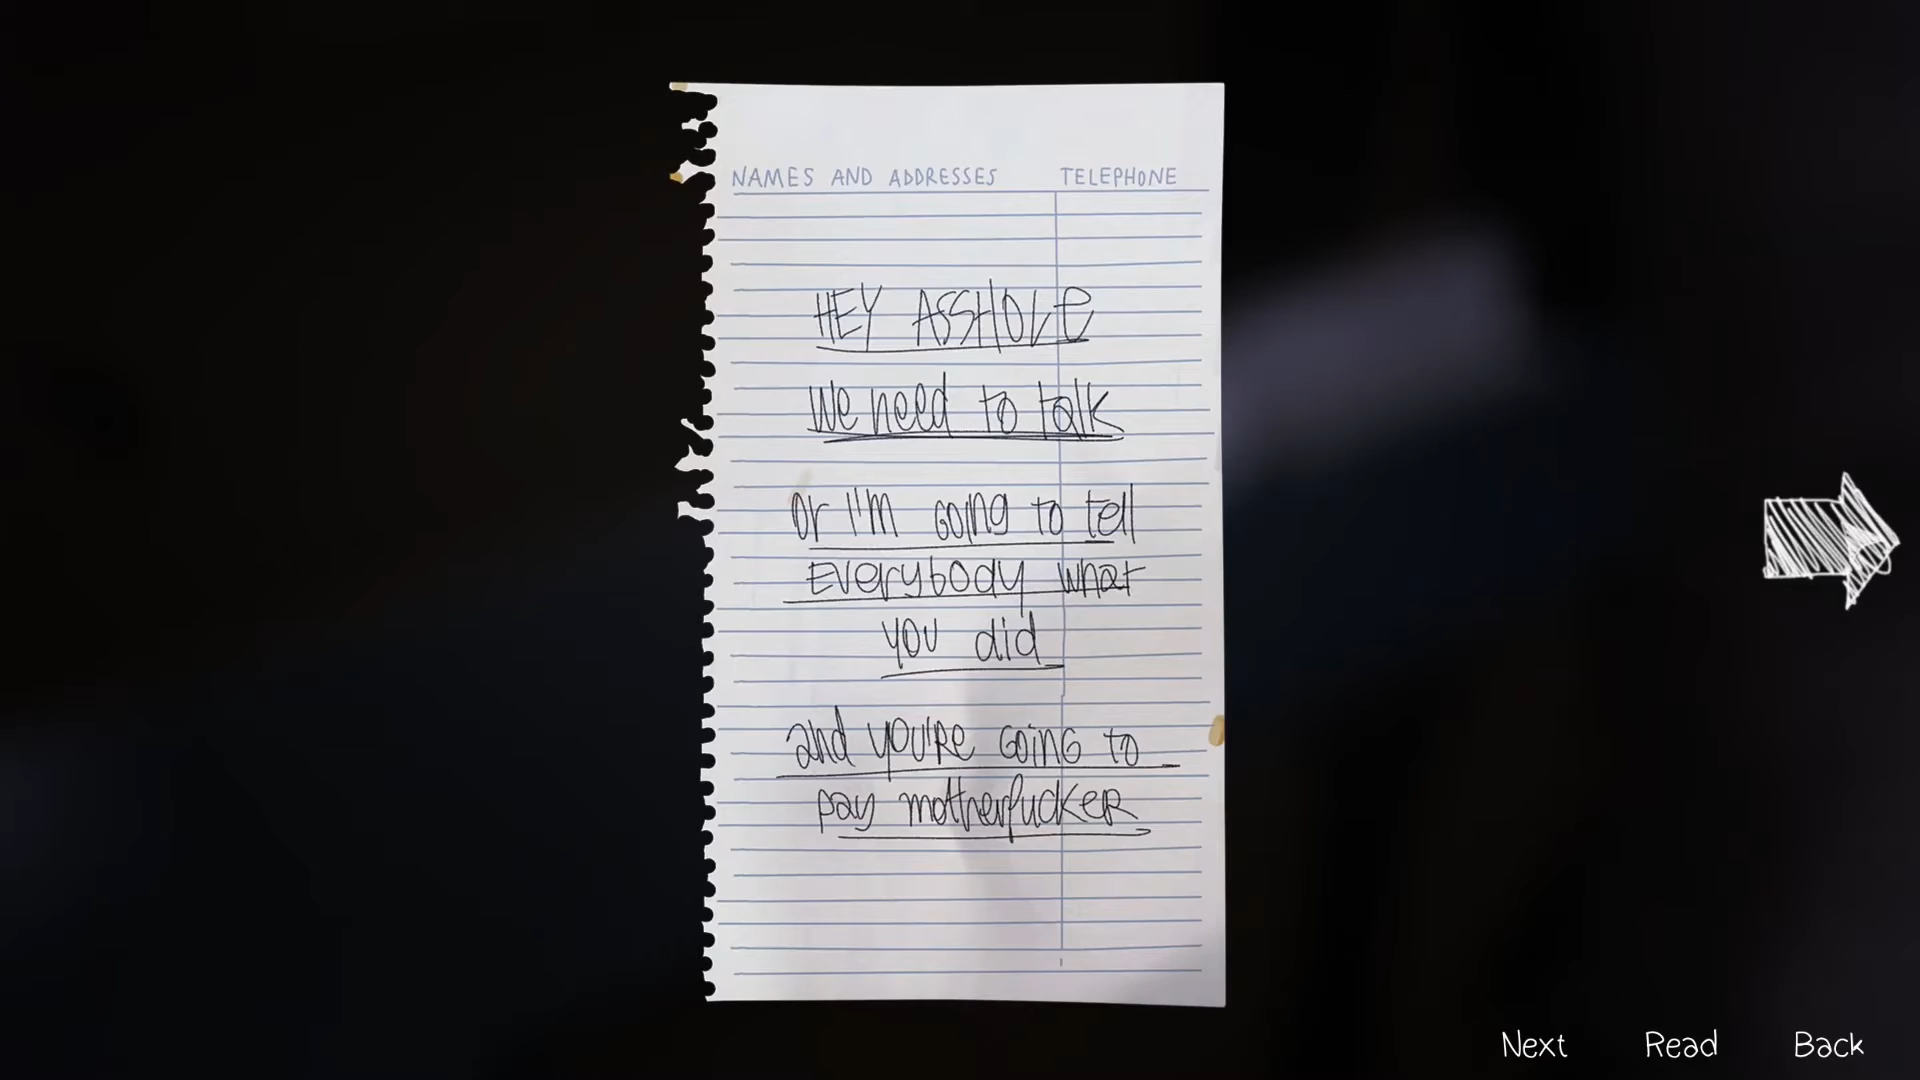 NAMES AND ADDRESSES TELEPHONE
HEY ASSHOLE
We need to talk
Or I'm GOING to tell
Everybody what
you did
and you're GOING to
pay motherfucker
Next Read Back